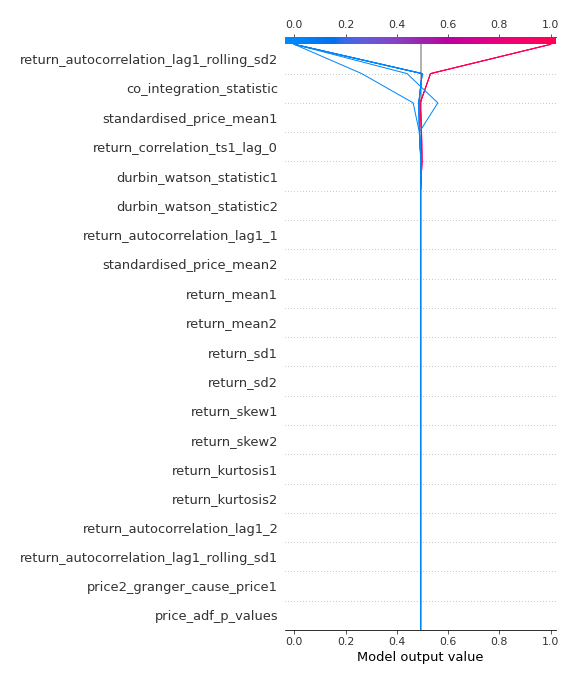 0.0 0.2 0.4 0.6 0.8 1.0
return_autocorrelation_lag1_rolling_sd2
co_integration_statistic
standardised_price_mean1
return_correlation_ts1_lag_0
durbin_watson_statistic1
durbin_watson_statistic2
return_autocorrelation_lag1_1
standardised_price_mean2
return_mean1
return_mean2
return_sd1
return_sd2
return_skew1
return_skew2
return_kurtosis1
return_kurtosis2
return_autocorrelation_lag1_2
return_autocorrelation_lag1_rolling_sd1
price2_granger_cause_price1
price_adf_p_values
0.0 0.2 0.4 0.6 0.8 1.0
Model output value